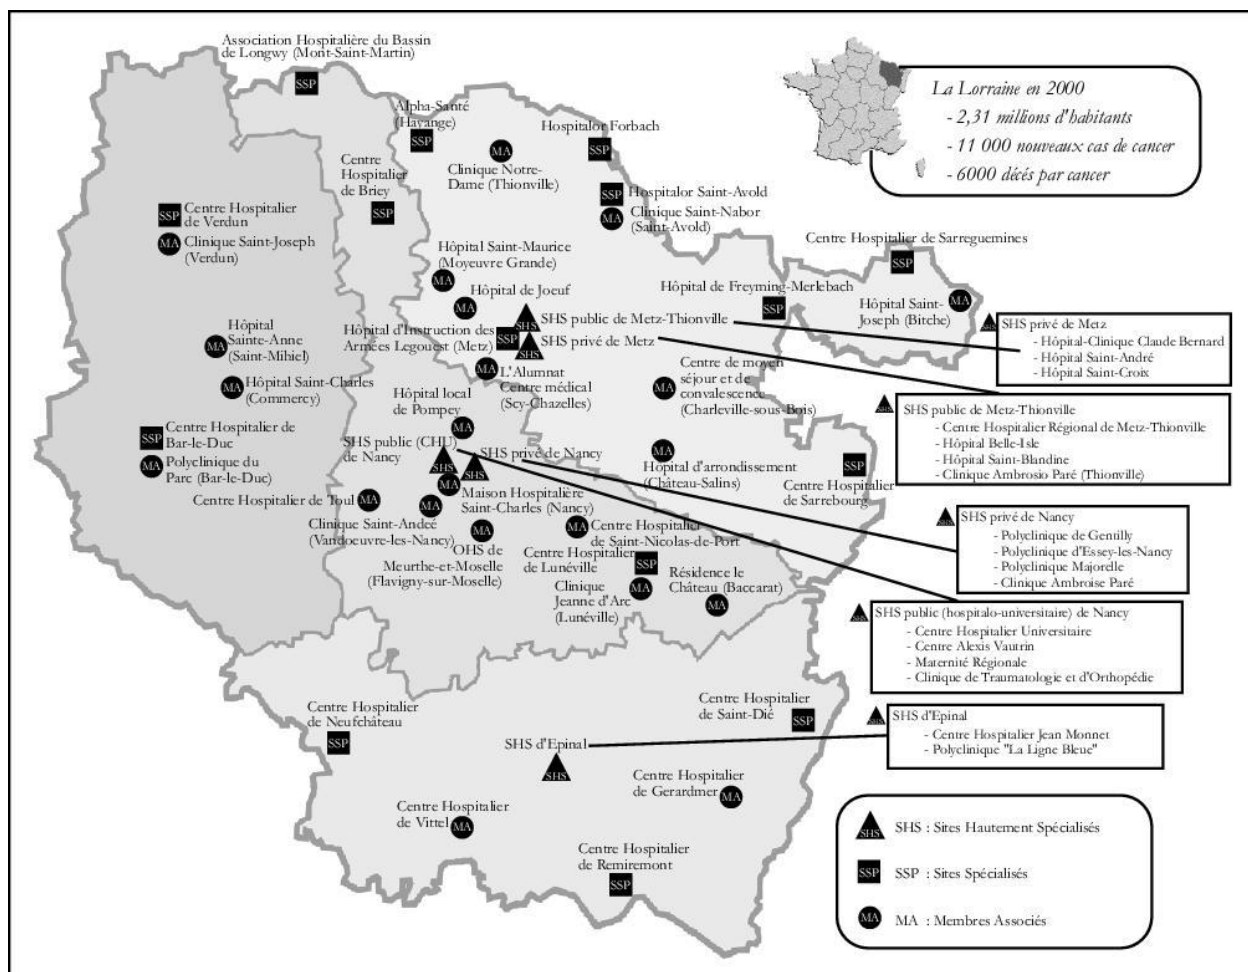 Association Hospitalière du Bassin
de Longwy (Mont-Saint-Martin)
SSP
Alpha-Santé
(Hayange)
SSP
MA
Clinique Notre-
Dame (Thionville)
Hospitalor Forbach
SSP
Centre
Hospitalier
de Briey
SSP
SSP
Hospitalor Saint-Avold
MA
Clinique Saint-Nabor
(Saint-Avold)
SSP
Centre Hospitalier
de Verdun
MA
Clinique Saint-Joseph
(Verdun)
Centre Hospitalier de Sarreguemines
SSP
Hôpital Saint-Maurice
(Moyeuvre Grande)
MA
Hôpital de Joeuf
MA
Hôpital de Freyming-Merlebach
SSP
Hôpital Saint-
Joseph (Bitche)
MA
SHS
SHS public de Metz-Thionville
Hôpital d'Instruction des
Armées Legouest (Metz)
SSP
SHS
SHS privé de Metz
Hôpital
Sainte-Anne
(Saint-Mihiel)
MA
MA
L'Alumnat
Centre médical
(Scy-Chazelles)
Centre de moyen
séjour et de
convalescence
(Charleville-sous-Bois)
MA
MA
Hôpital Saint-Charles
(Commercy)
Hôpital local
de Pompey
MA
SSP
Centre Hospitalier de
Bar-le-Duc
MA
Polyclinique du
Parc (Bar-le-Duc)
SHS public (CHU)
de Nancy
SHS
SHS privé de Nancy
SHS
MA
Hôpital d'arrondissement
(Château-Salins)
SSP
Centre Hospitalier
de Sarrebourg
Centre Hospitalier de Toul
MA
MA
Maison Hospitalière
Saint-Charles (Nancy)
MA
Clinique Saint-Andeé
(Vandoeuvre-les-Nancy)
MA
OHS de
Meurthe-et-Moselle
(Flavigny-sur-Moselle)
MA
Centre Hospitalier
de Saint-Nicolas-de-Port
Centre Hospitalier
de Lunéville
SSP
Clinique
Jeanne d'Arc
(Lunéville)
MA
Résidence le
Château (Baccarat)
MA
Centre Hospitalier
de Neufchâteau
SSP
Centre Hospitalier
de Saint-Dié
SSP
SHS d'Epinal
SHS
Centre Hospitalier
de Gerardmer
MA
Centre Hospitalier
de Vittel
MA
Centre Hospitalier
de Remiremont
SSP
La Lorraine en 2000
- 2,31 millions d'habitants
- 11 000 nouveaux cas de cancer
- 6000 décés par cancer
SHS
SHS privé de Metz
- Hôpital-Clinique Claude Bernard
- Hôpital Saint-André
- Hôpital Saint-Croix
SHS
SHS public de Metz-Thionville
- Centre Hospitalier Régional de Metz-Thionville
- Hôpital Belle-Isle
- Hôpital Saint-Blandine
- Clinique Ambrosio Paré (Thionville)
SHS
SHS privé de Nancy
- Polyclinique de Gentilly
- Polyclinique d'Essey-les-Nancy
- Polyclinique Majorelle
- Clinique Ambroise Paré
SHS
SHS public (hospitalo-universitaire) de Nancy
- Centre Hospitalier Universitaire
- Centre Alexis Vautrin
- Maternité Régionale
- Clinique de Traumatologie et d'Orthopédie
SHS
SHS d'Epinal
- Centre Hospitalier Jean Monnet
- Polyclinique "La Ligne Bleue"
SHS
SHS : Sites Hautement Spécialisés
SSP
SSP : Sites Spécialisés
MA
MA : Membres Associés